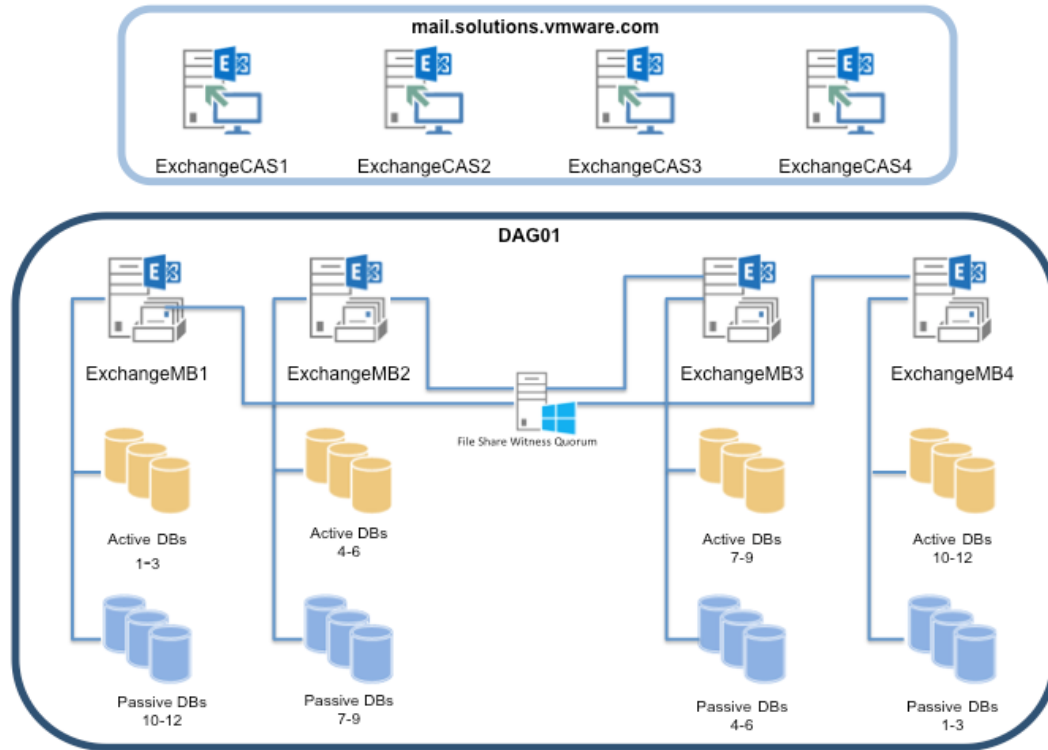 mail.solutions.vmware.com
E
E
E
E
ExchangeCAS1
ExchangeCAS2
ExchangeCAS3
ExchangeCAS4
DAG01
E
E
E
E
ExchangeMB1
ExchangeMB2
ExchangeMB3
ExchangeMB4
File Share Witness Quorum
Active DBs
1-3
Active DBs
4-6
Active DBs
7-9
Active DBs
10-12
Passive DBs
10-12
Passive DBs
7-9
Passive DBs
4-6
Passive DBs
1-3